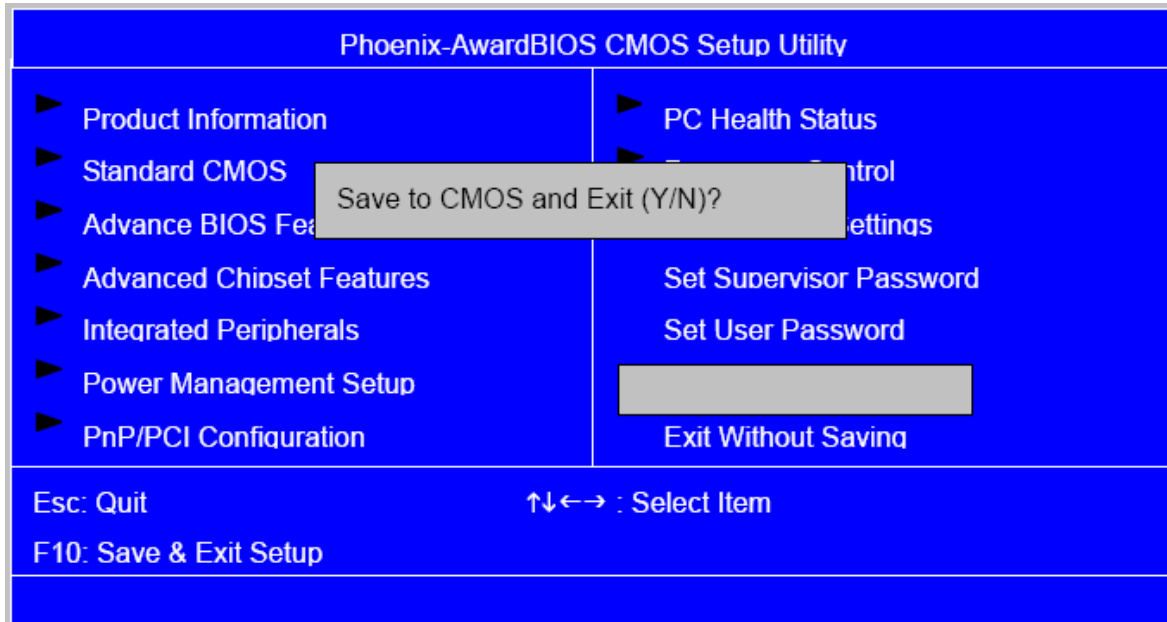 Phoenix-AwardBIOS CMOS Setup Utility
Product Information
Standard CMOS
Advance BIOS Fea
Advanced Chipset Features
Integrated Peripherals
Power Management Setup
PnP/PCI Configuration
PC Health Status
ntrol
ettings
Set Supervisor Password
Set User Password
Exit Without Saving
Save to CMOS and Exit (Y/N)?
Esc: Quit
↑↓←→ : Select Item
F10: Save & Exit Setup